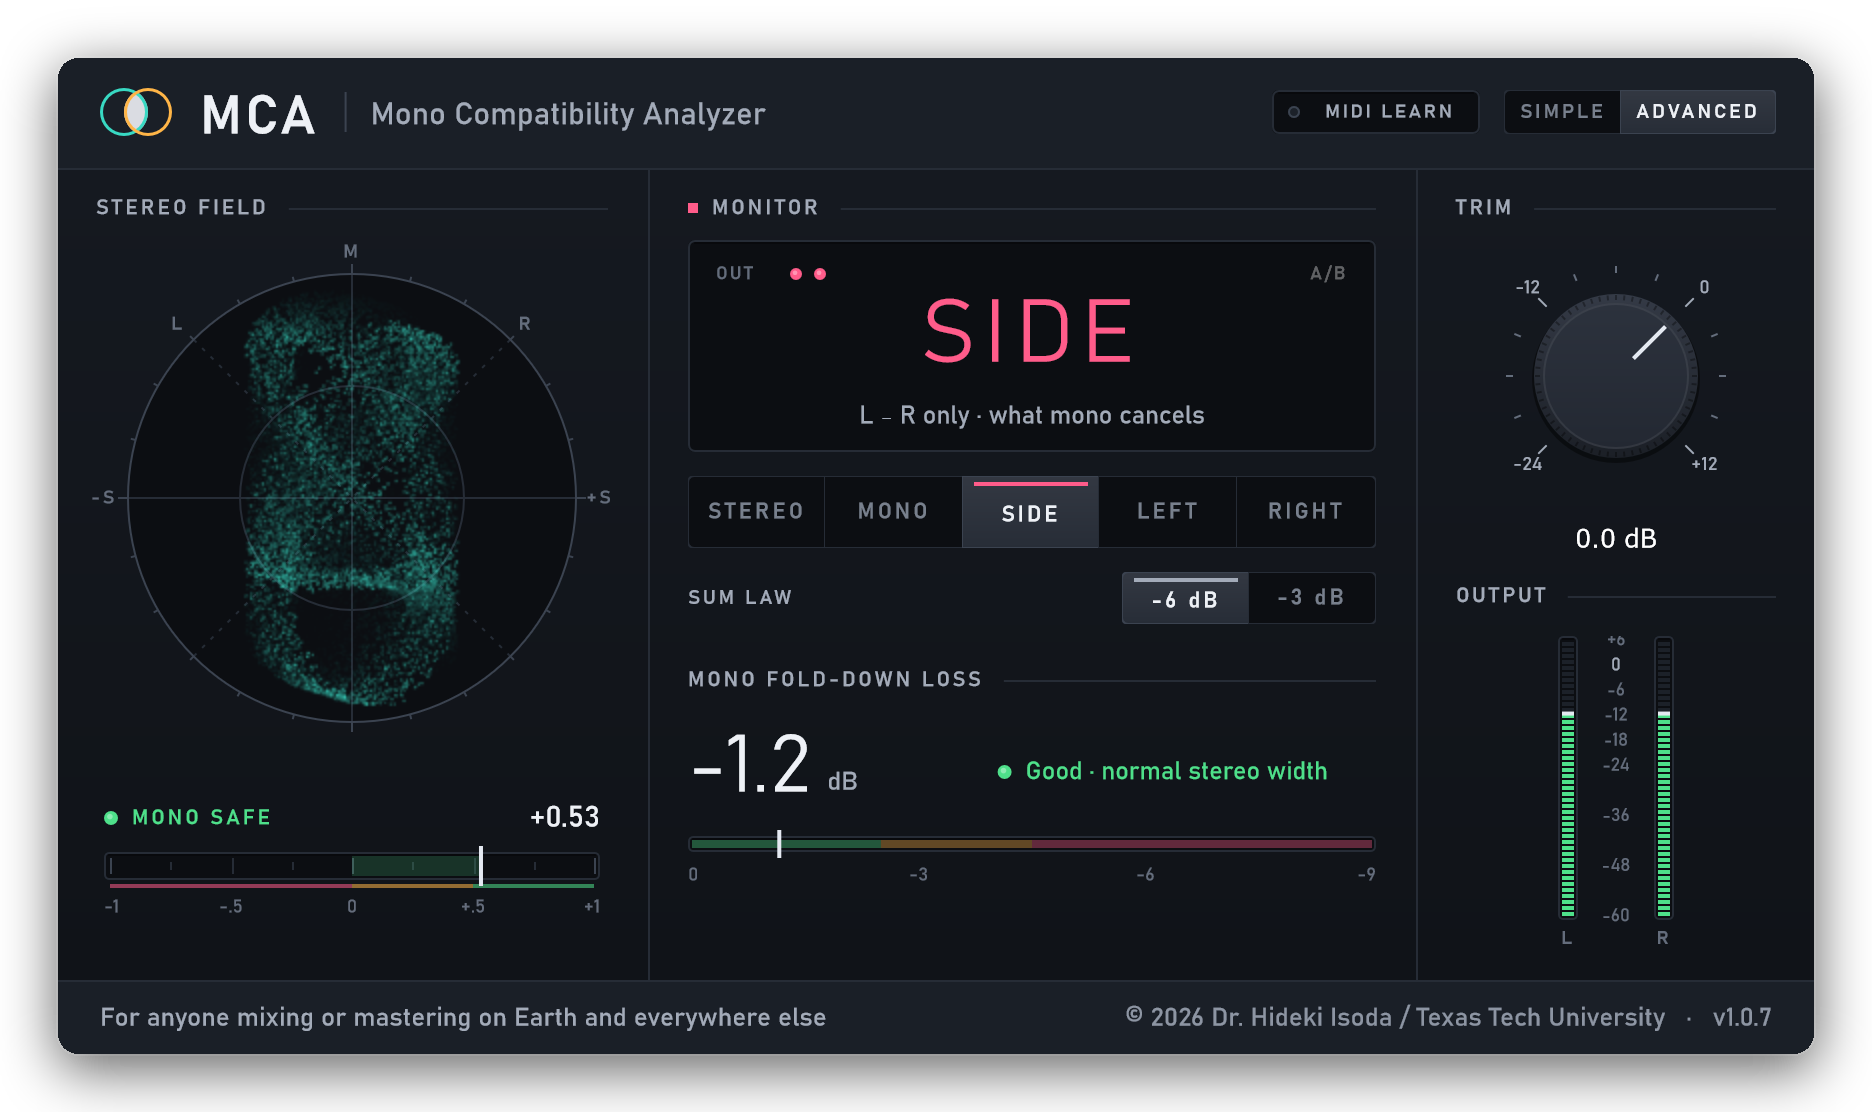 MCA
Mono Compatibility Analyzer
MIDI LEARN
SIMPLE
ADVANCED
STEREO FIELD
M
L
R
-S
+S
MONO SAFE
+0.53
-1
-.5
0
+.5
+1
MONITOR
OUT
A/B
SIDE
L – R only · what mono cancels
STEREO
MONO
SIDE
LEFT
RIGHT
SUM LAW
-6 dB
-3 dB
MONO FOLD-DOWN LOSS
-1.2 dB
Good · normal stereo width
0
-3
-6
-9
TRIM
-12
0
-24
+12
0.0 dB
OUTPUT
+6
0
-6
-12
-18
-24
-36
-48
-60
L
R
For anyone mixing or mastering on Earth and everywhere else
© 2026 Dr. Hideki Isoda / Texas Tech University · v1.0.7